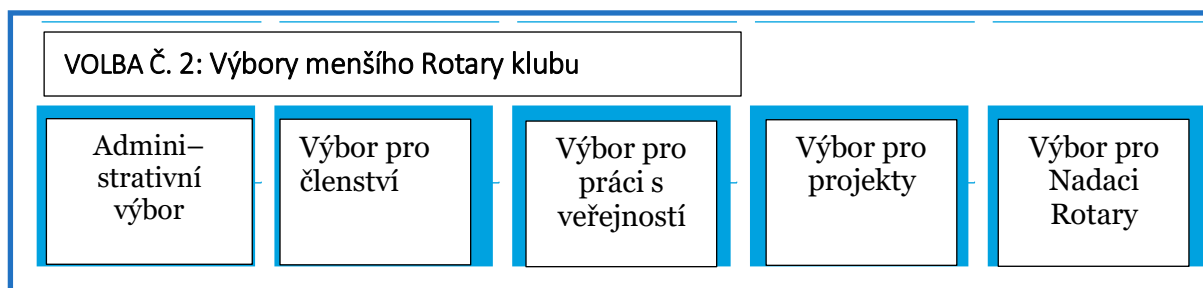 VOLBA Č. 2: Výbory menšího Rotary klubu
Admini–
strativní
výbor
Výbor pro
členství
Výbor pro
práci s
veřejností
Výbor pro
projekty
Výbor pro
Nadaci
Rotary